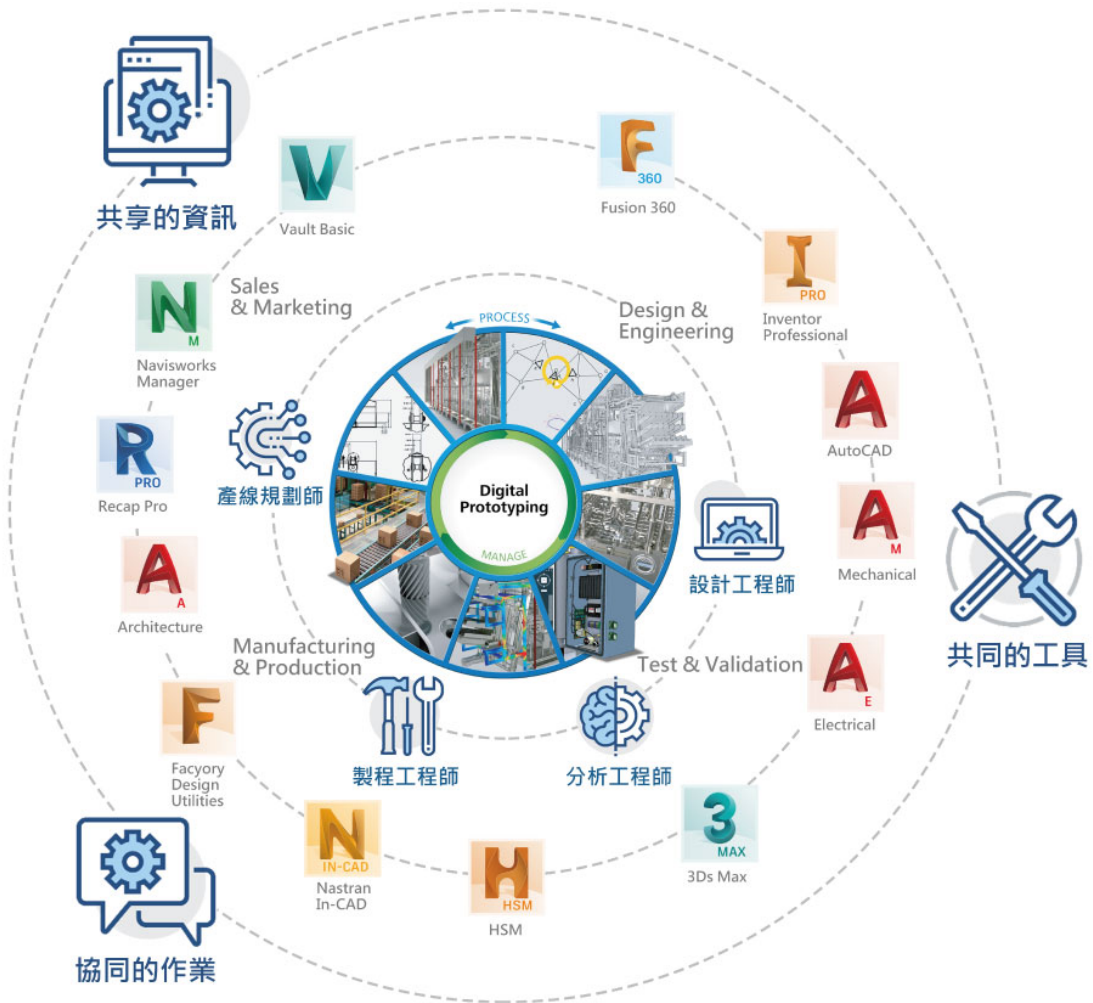 共享的資訊
V
Vault Basic
F
360
Fusion 360
I
PRO
Inventor
Professional
Sales
& Marketing
N
M
Navisworks
Manager
PROCESS
Design &
Engineering
A
AutoCAD
R
PRO
Recap Pro
產線規劃師
Digital
Prototyping
MANAGE
設計工程師
A
M
Mechanical
共同的工具
A
A
Architecture
Manufacturing
& Production
Test & Validation
A
E
Electrical
F
Facyory
Design
Utilities
製程工程師
分析工程師
N
IN-CAD
Nastran
In-CAD
H
HSM
HSM
3
MAX
3Ds Max
協同的作業